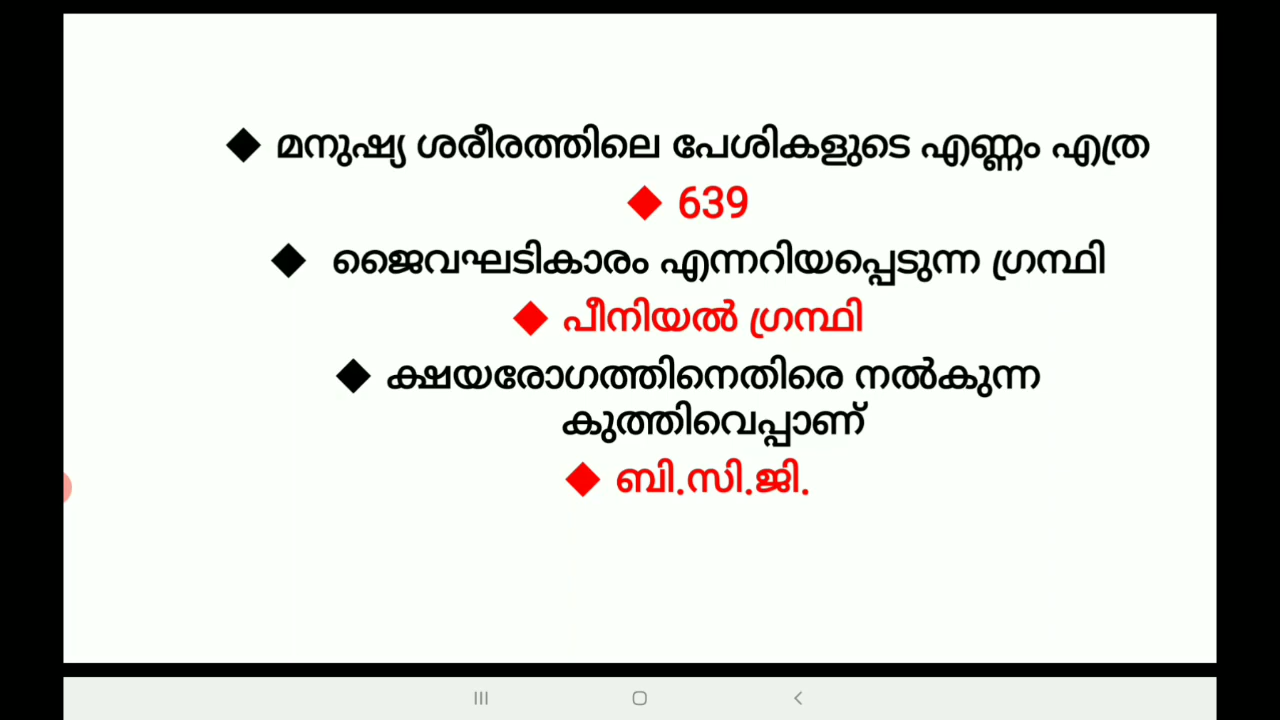 ◆ മനുഷ്യ ശരീരത്തിലെ പേശികളുടെ എണ്ണം എത്ര
◆ 639
◆ ജൈവഘടികാരം എന്നറിയപ്പെടുന്ന ഗ്രന്ഥി
◆ പീനിയൽ ഗ്രന്ഥി
◆ ക്ഷയരോഗത്തിനെതിരെ നൽകുന്ന
കുത്തിവെപ്പാണ്
◆ ബി.സി.ജി.